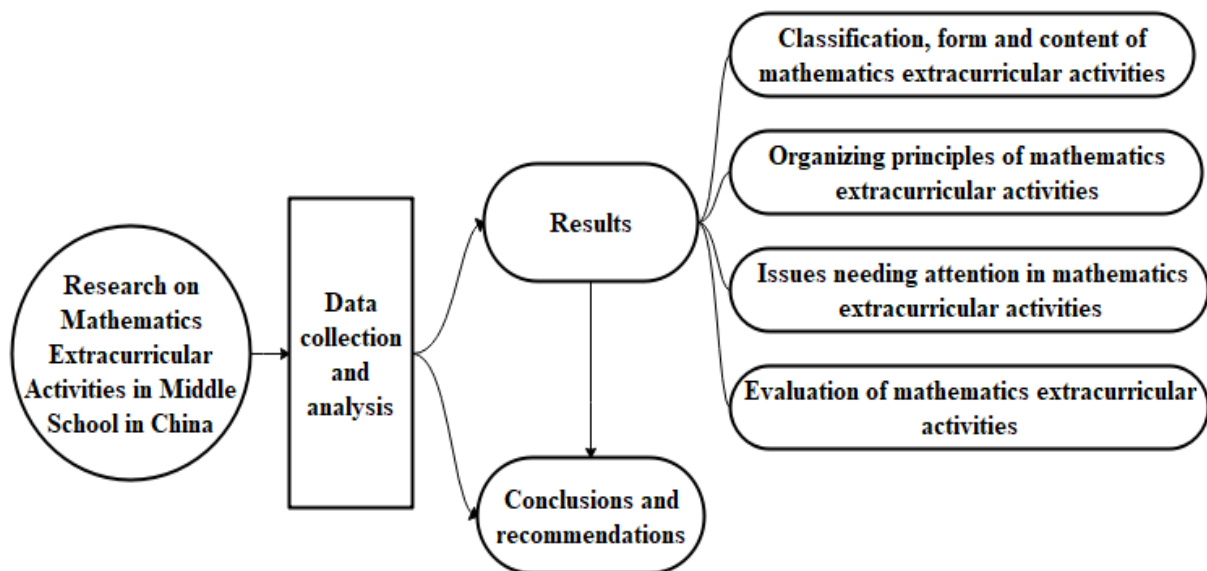 Research on
Mathematics
Extracurricular
Activities in Middle
School in China
Data
collection
and
analysis
Results
Conclusions and
recommendations
Classification, form and content of
mathematics extracurricular activities
Organizing principles of mathematics
extracurricular activities
Issues needing attention in mathematics
extracurricular activities
Evaluation of mathematics extracurricular
activities